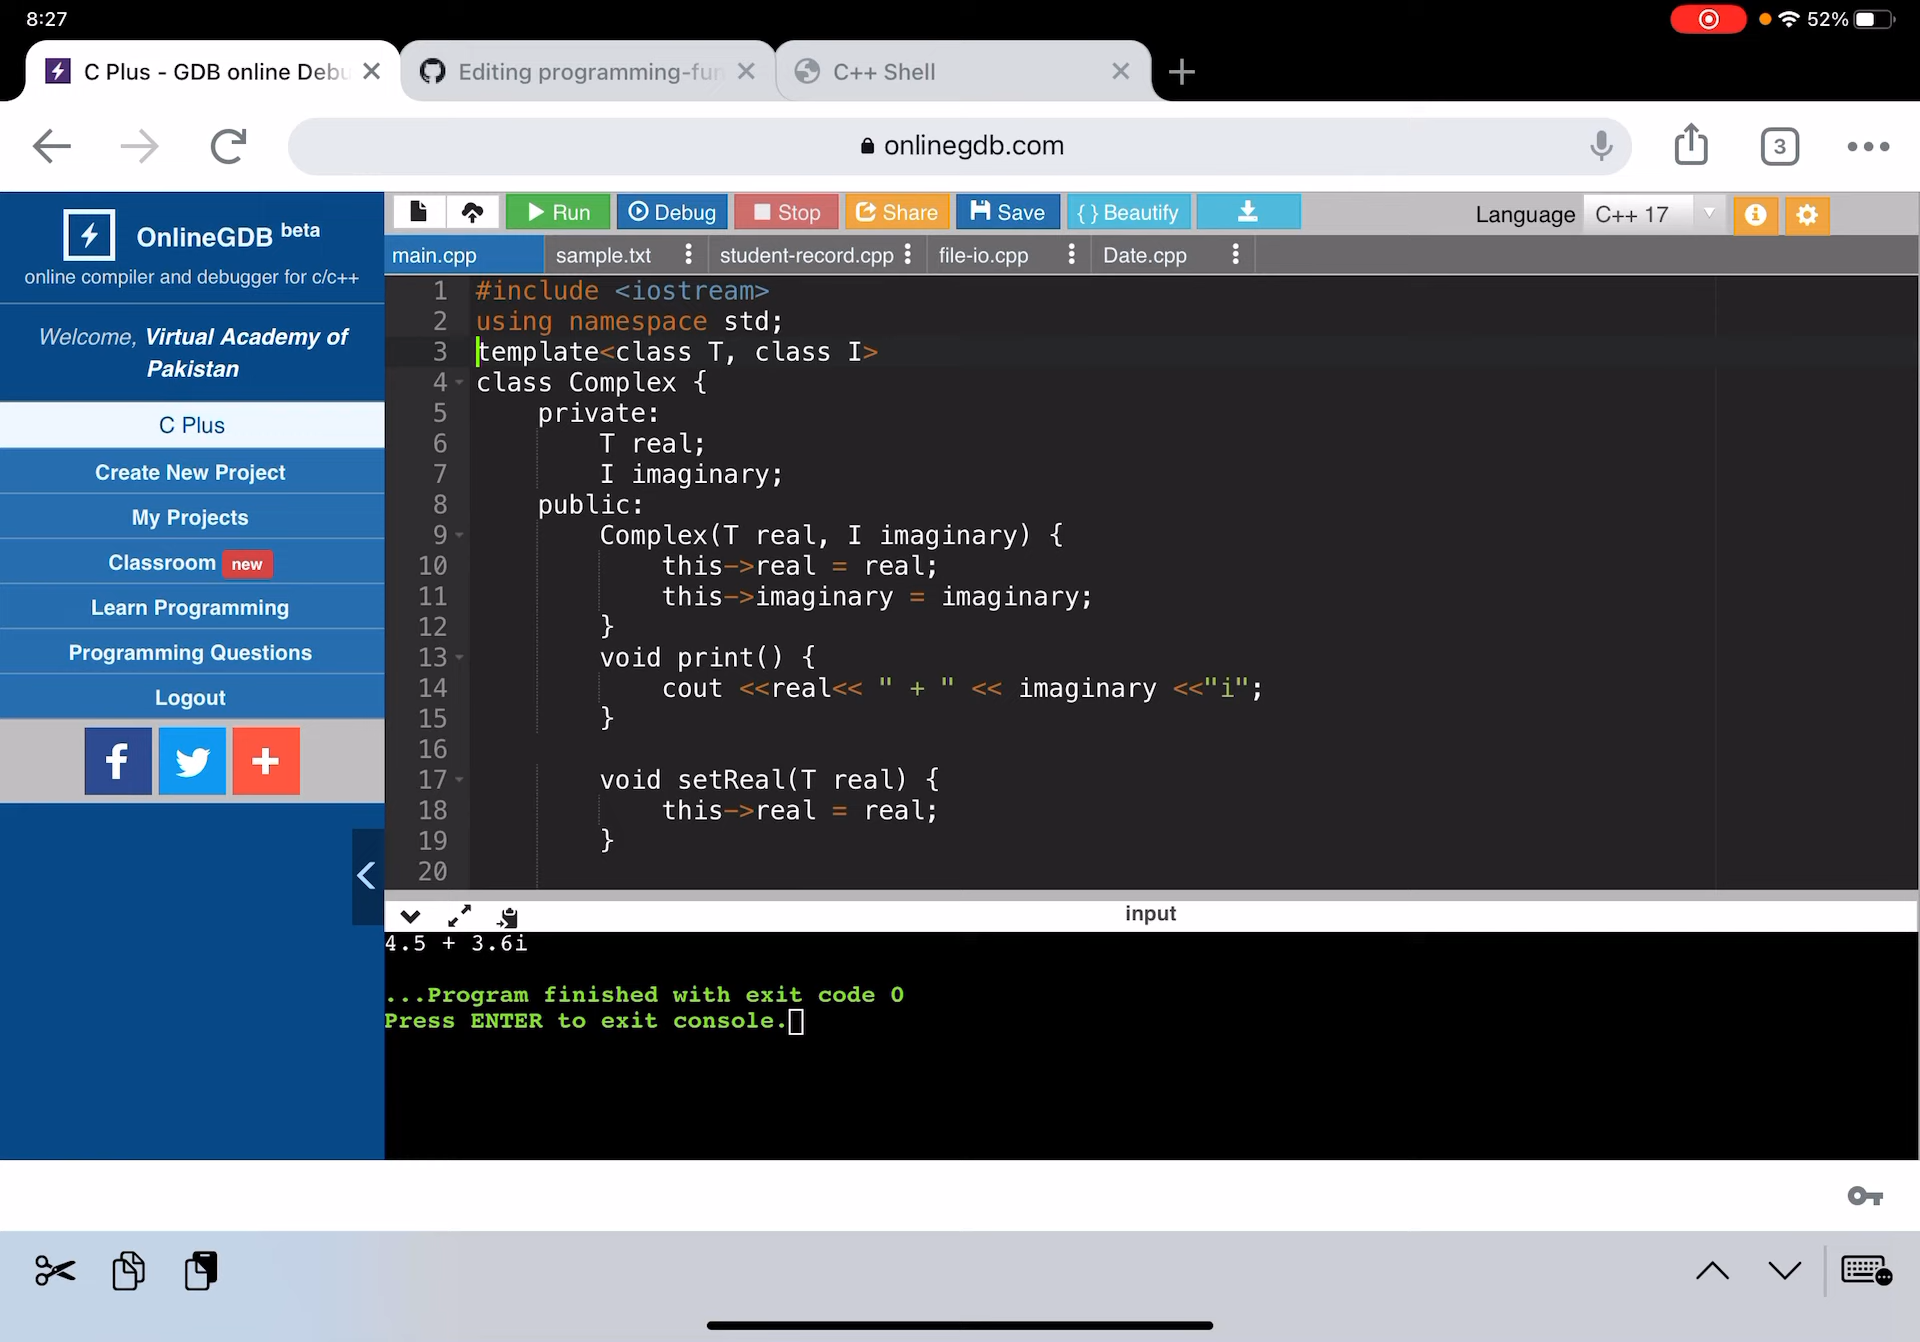 8:27
52%
C Plus - GDB online Debu
Editing programming-fun
C++ Shell
onlinegdb.com
3
OnlineGDB beta
online compiler and debugger for c/c++
Welcome, Virtual Academy of
Pakistan
C Plus
Create New Project
My Projects
Classroom new
Learn Programming
Programming Questions
Logout
Run
Debug
Stop
Share
Save
{ } Beautify
Language C++ 17
main.cpp
sample.txt
student-record.cpp
file-io.cpp
Date.cpp
1 #include <iostream>
2 using namespace std;
3 template<class T, class I>
4 class Complex {
5 private:
6 T real;
7 I imaginary;
8 public:
9 Complex(T real, I imaginary) {
10 this->real = real;
11 this->imaginary = imaginary;
12 }
13 void print() {
14 cout <<real<< " + " << imaginary <<"i";
15 }
16
17 void setReal(T real) {
18 this->real = real;
19 }
20
input
4.5 + 3.6i
...Program finished with exit code 0
Press ENTER to exit console.